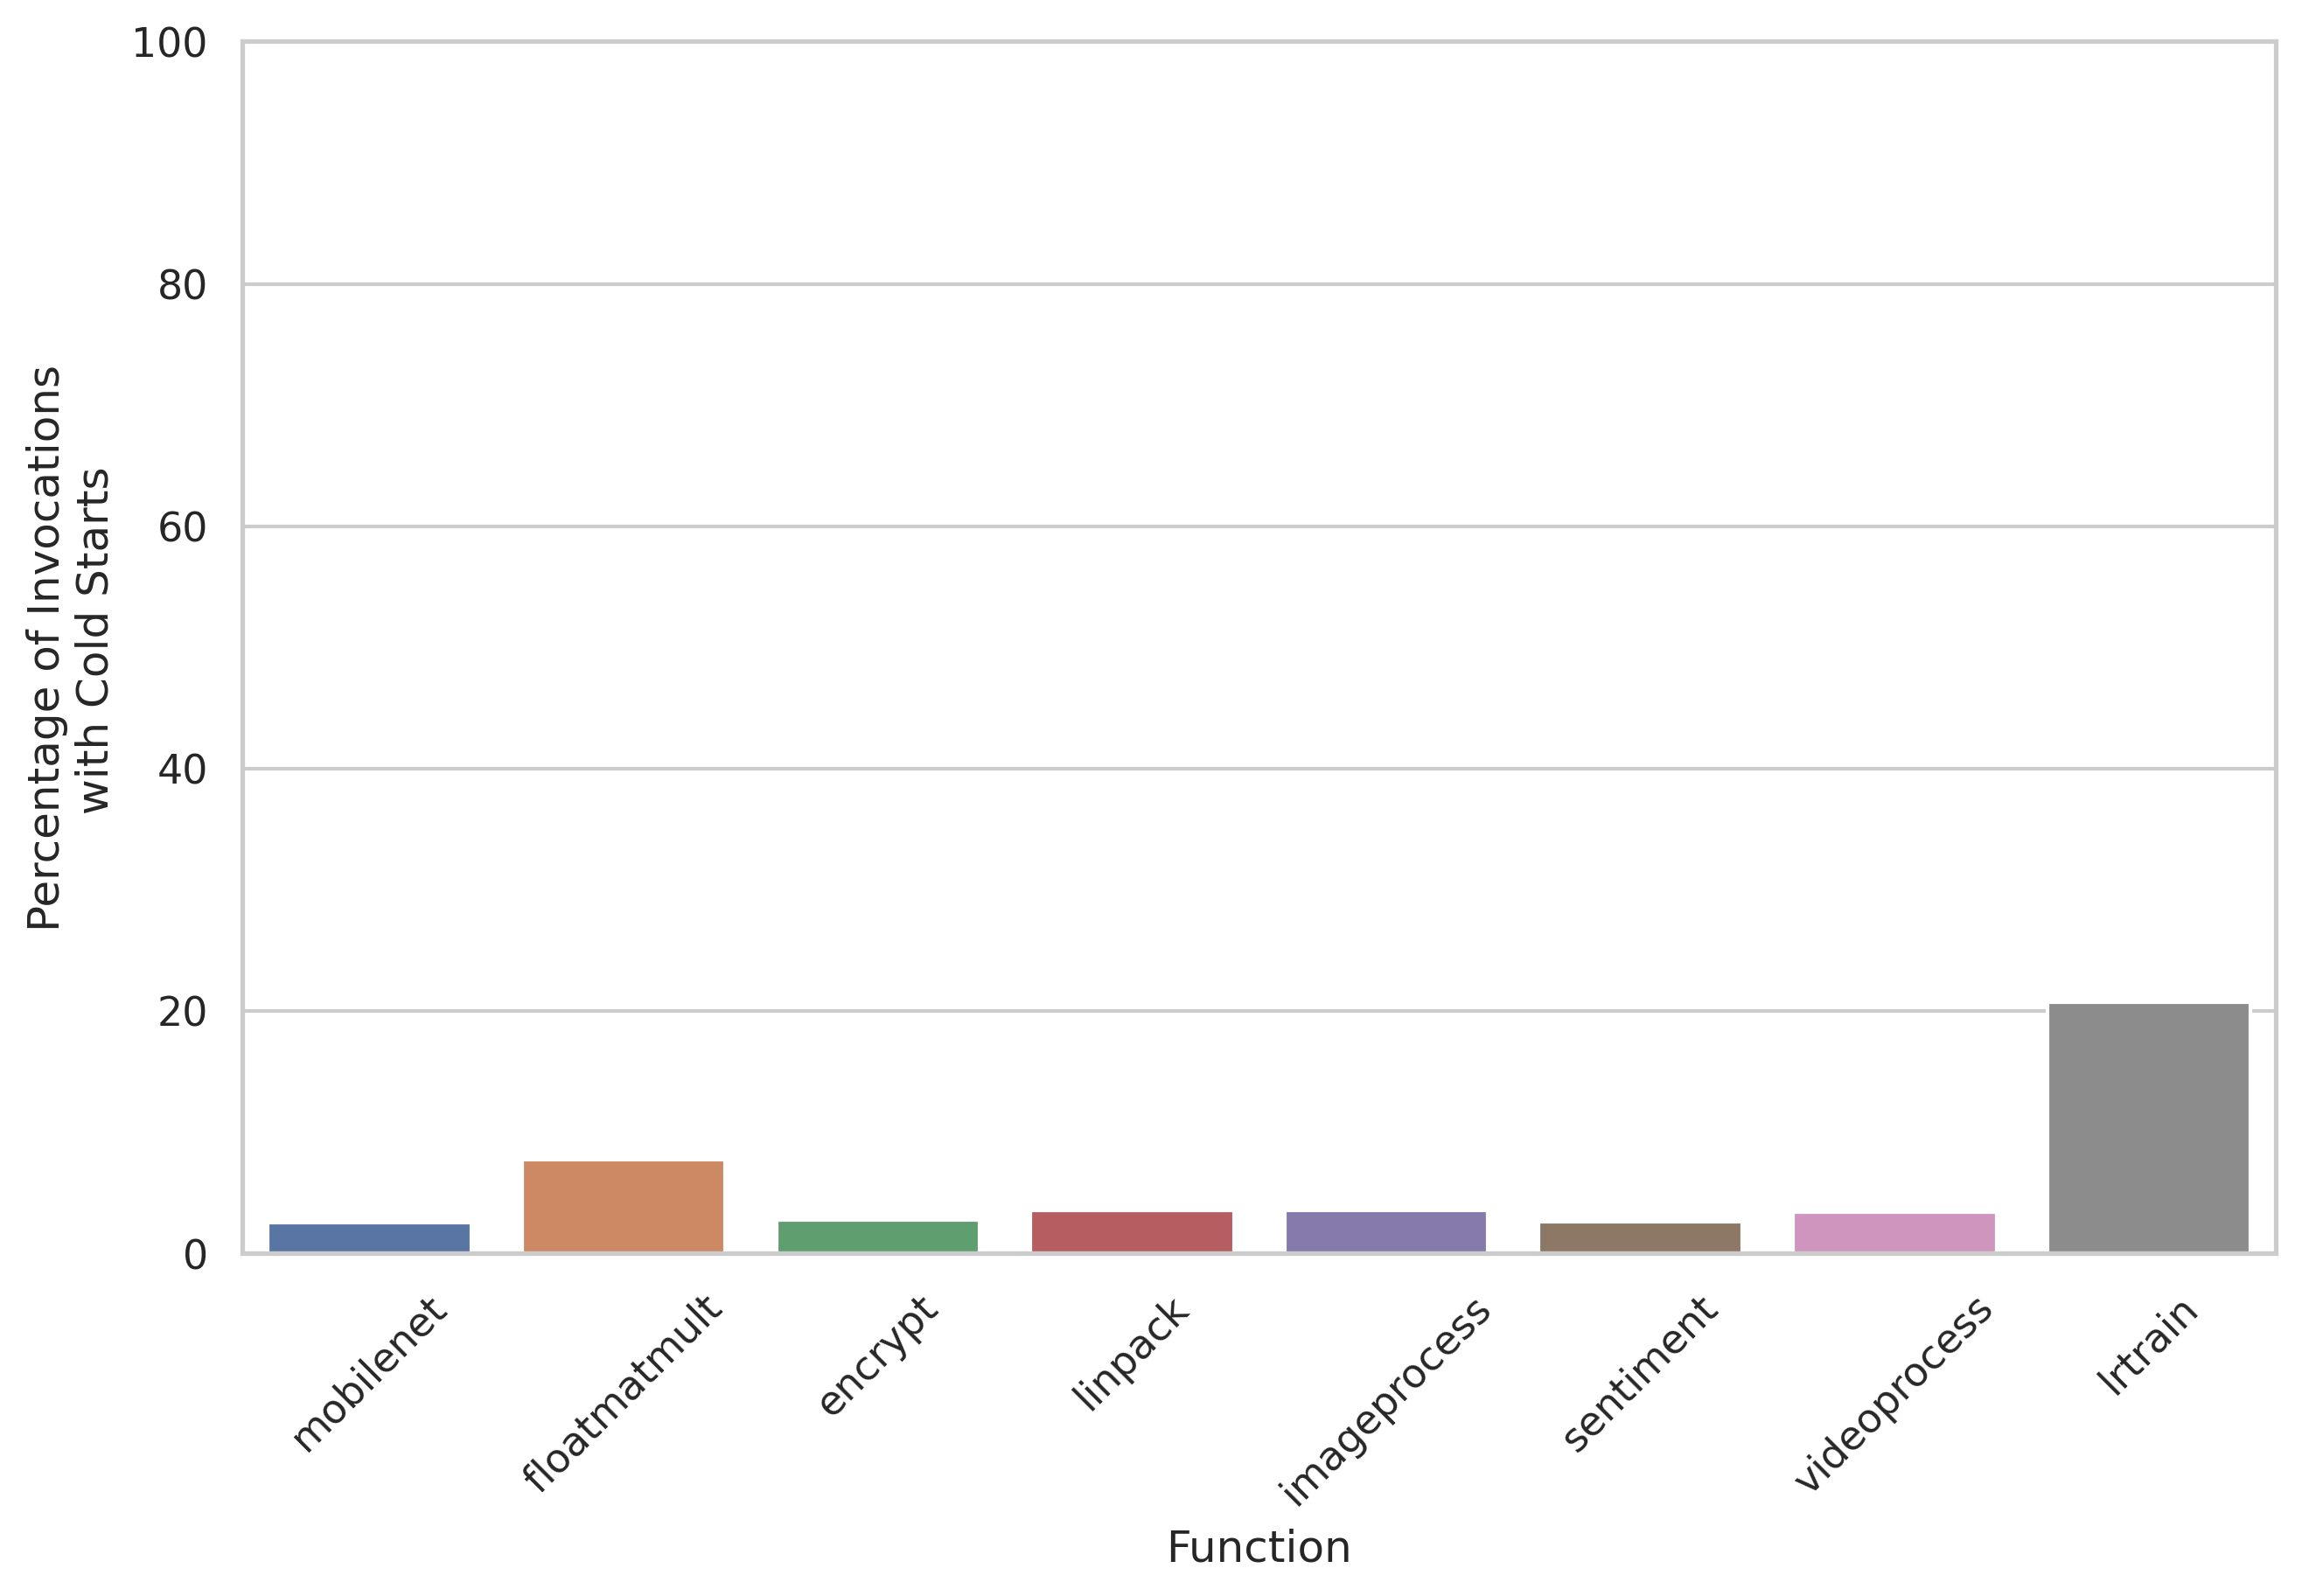 Percentage of Invocations
with Cold Starts
100
80
60
40
20
0
mobilenet
floatmatmult
encrypt
linpack
imageprocess
sentiment
videoprocess
lrtrain
Function